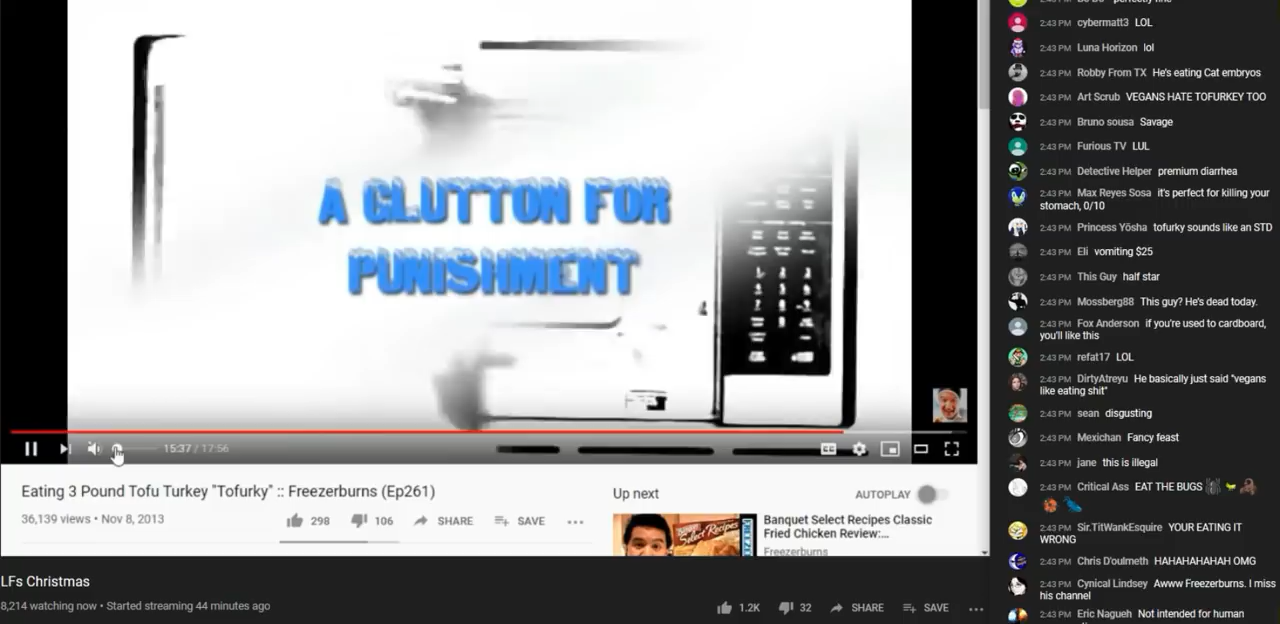 A GLUTTON FOR
PUNISHMENT
15:37 / 17:56
CC
Eating 3 Pound Tofu Turkey "Tofurky" :: Freezerburns (Ep261)
36,139 views • Nov 8, 2013
298
106
SHARE
SAVE
Up next
AUTOPLAY
Banquet Select Recipes Classic
Fried Chicken Review:...
Freezerburns
LFs Christmas
8,214 watching now • Started streaming 44 minutes ago
1.2K
32
SHARE
SAVE
2:43 PM cybermatt3 LOL
2:43 PM Luna Horizon lol
2:43 PM Robby From TX He's eating Cat embryos
2:43 PM Art Scrub VEGANS HATE TOFURKEY TOO
2:43 PM Bruno sousa Savage
2:43 PM Furious TV LUL
2:43 PM Detective Helper premium diarrhea
2:43 PM Max Reyes Sosa it's perfect for killing your
stomach, 0/10
2:43 PM Princess Yōsha tofurky sounds like an STD
2:43 PM Eli vomiting $25
2:43 PM This Guy half star
2:43 PM Mossberg88 This guy? He's dead today.
2:43 PM Fox Anderson if you're used to cardboard,
you'll like this
2:43 PM refat17 LOL
2:43 PM DirtyAtreyu He basically just said "vegans
like eating shit"
2:43 PM sean disgusting
2:43 PM Mexichan Fancy feast
2:43 PM jane this is illegal
2:43 PM Critical Ass EAT THE BUGS
2:43 PM Sir.TitWankEsquire YOUR EATING IT
WRONG
2:43 PM Chris D'oulmeth HAHAHAHAHAH OMG
2:43 PM Cynical Lindsey Awww Freezerburns. I miss
his channel
2:43 PM Eric Nagueh Not intended for human